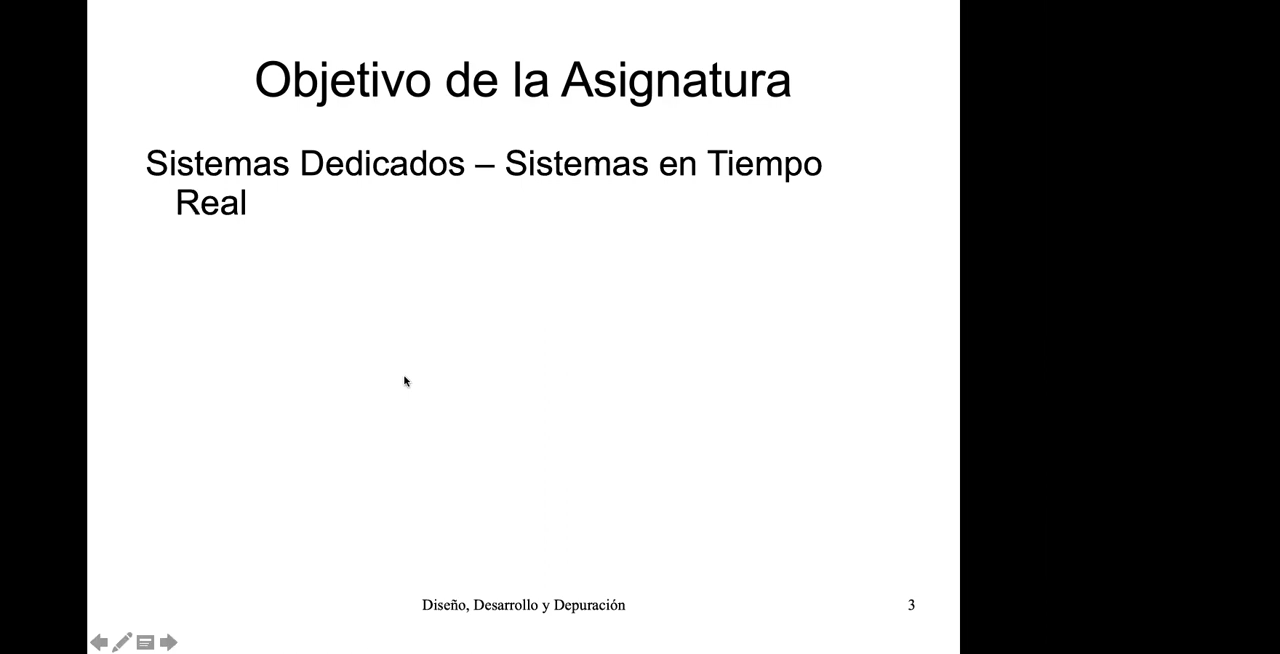 Objetivo de la Asignatura
Sistemas Dedicados – Sistemas en Tiempo
Real
Diseño, Desarrollo y Depuración
3